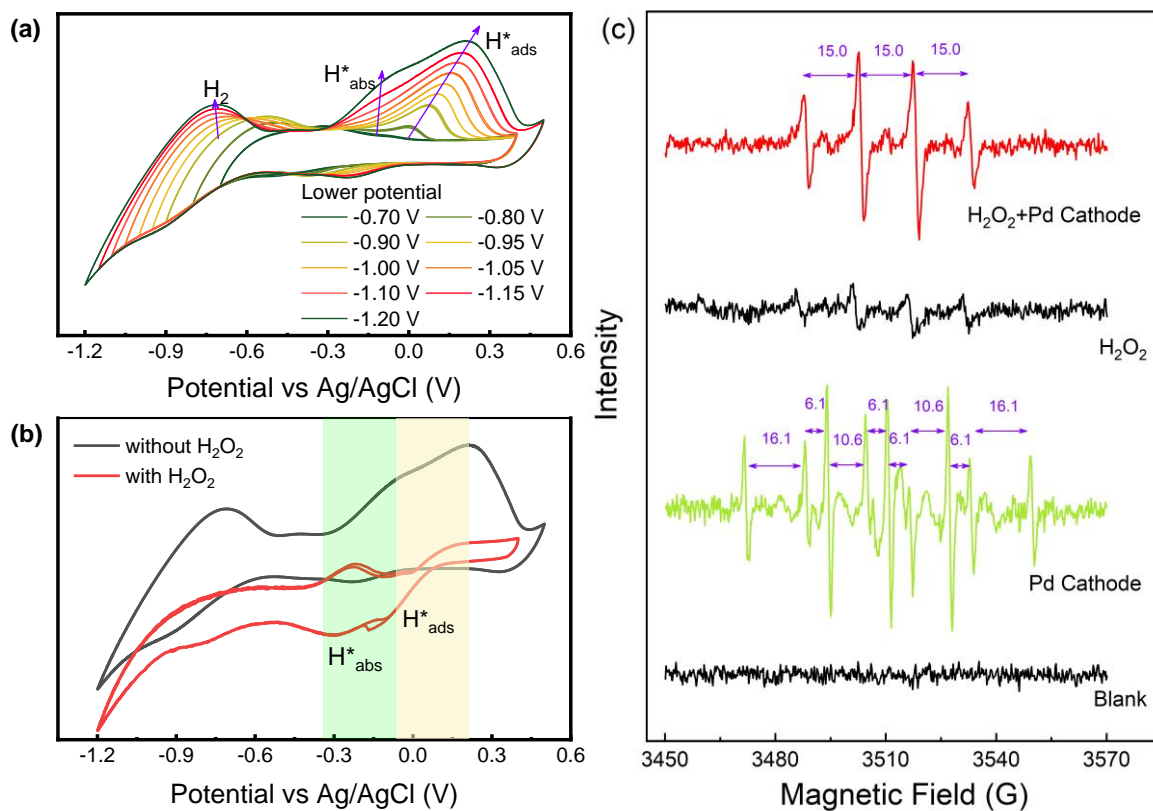 (a)
H*ads
H*abs
H2
Lower potential
-0.70 V -0.80 V
-0.90 V -0.95 V
-1.00 V -1.05 V
-1.10 V -1.15 V
-1.20 V
-1.2 -0.9 -0.6 -0.3 0.0 0.3 0.6
Potential vs Ag/AgCl (V)
(b)
without H2O2
with H2O2
H*ads
H*abs
-1.2 -0.9 -0.6 -0.3 0.0 0.3 0.6
Potential vs Ag/AgCl (V)
(c)
15.0 15.0 15.0
H2O2+Pd Cathode
H2O2
6.1 6.1 10.6 16.1
16.1 10.6 6.1 6.1
Pd Cathode
Blank
Intensity
3450 3480 3510 3540 3570
Magnetic Field (G)